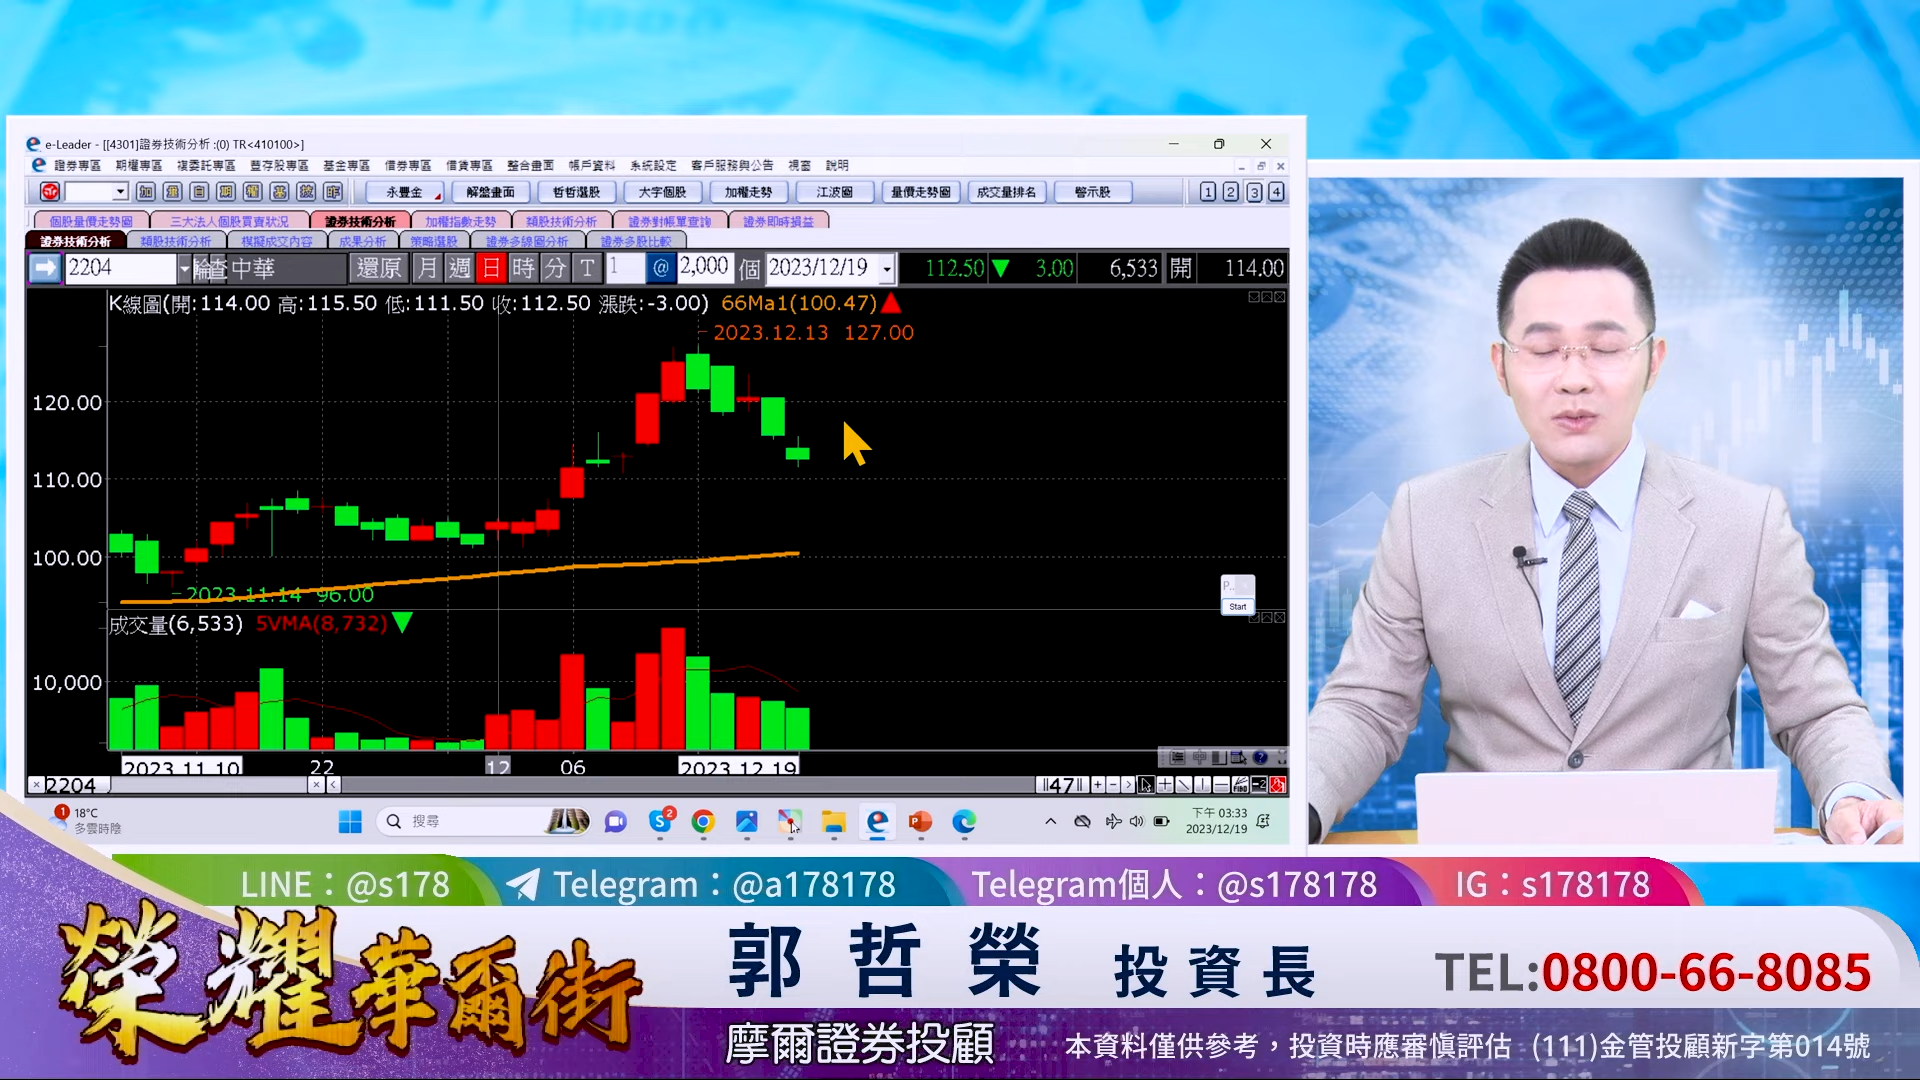 e-Leader - [[4301]證券技術分析 :(0) TR<410100>]
證券專區 期權專區 複委託專區 豐存股專區 基金專區 借券專區 借貸專區 整合畫面 帳戶資料 系統設定 客戶服務與公告 視窗 說明
永豐金 解盤畫面 哲哲選股 大字個股 加權走勢 江波圖 量價走勢圖 成交量排名 警示股 1 2 3 4
個股量價走勢圖 三大法人個股買賣狀況 證券技術分析 加權指數走勢 類股技術分析 證券對帳單查詢 證券即時損益
證券技術分析 類股技術分析 模擬成交內容 成果分析 策略選股 證券多線圖分析 證券多股比較
2204 中華 還原 月 週 日 時 分 T 1 @ 2,000 個 2023/12/19 112.50 ▼ 3.00 6,533 開 114.00
K線圖(開:114.00 高:115.50 低:111.50 收:112.50 漲跌:-3.00) 66Ma1(100.47)▲
2023.12.13 127.00
120.00
110.00
100.00
2023.11.14 96.00
Start
成交量(6,533) 5VMA(8,732)▼
10,000
2023.11.10 22 12 06 2023.12.19
2204
47
18°C
多雲時陰
搜尋
下午 03:33
2023/12/19
LINE：@s178 Telegram：@a178178 Telegram個人：@s178178 IG：s178178
榮耀華爾街
郭哲榮 投資長 TEL:0800-66-8085
摩爾證券投顧 本資料僅供參考，投資時應審慎評估 (111)金管投顧新字第014號